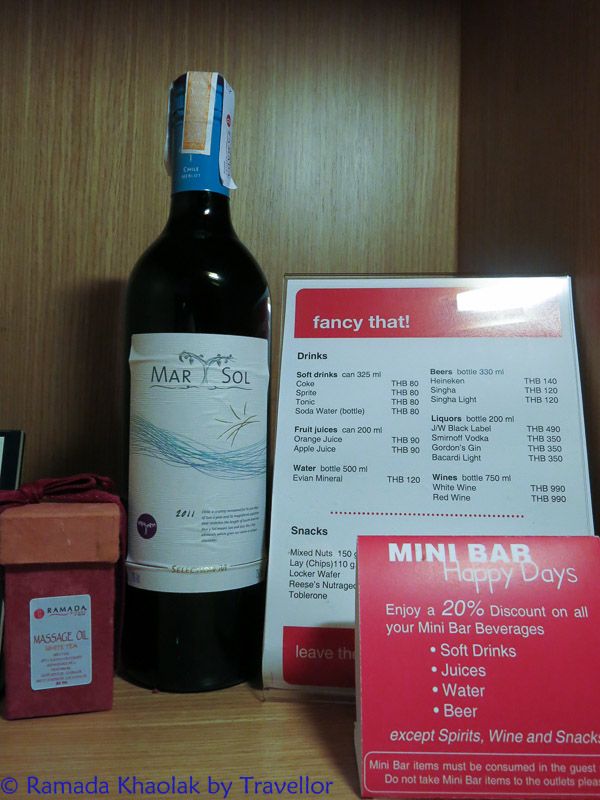 CHILE
MERLOT
MAR SOL
2011
SELECCIÓN M
RAMADA
MASSAGE OIL
WHITE TEA
fancy that!
Drinks
Soft drinks can 325 ml
Coke THB 80
Sprite THB 80
Tonic THB 80
Soda Water (bottle) THB 80
Fruit juices can 200 ml
Orange Juice THB 90
Apple Juice THB 90
Water bottle 500 ml
Evian Mineral THB 120
Beers bottle 330 ml
Heineken THB 140
Singha THB 120
Singha Light THB 120
Liquors bottle 200 ml
J/W Black Label THB 490
Smirnoff Vodka THB 350
Gordon's Gin THB 350
Bacardi Light THB 350
Wines bottle 750 ml
White Wine THB 990
Red Wine THB 990
Snacks
Mixed Nuts 150 g
Lay (Chips) 110 g
Locker Wafer
Reese's Nutrageo
Toblerone
leave the
MINI BAR
Happy Days
Enjoy a 20% Discount on all
your Mini Bar Beverages
• Soft Drinks
• Juices
• Water
• Beer
except Spirits, Wine and Snacks
Mini Bar items must be consumed in the guest
Do not take Mini Bar items to the outlets pleas
© Ramada Khaolak by Travellor